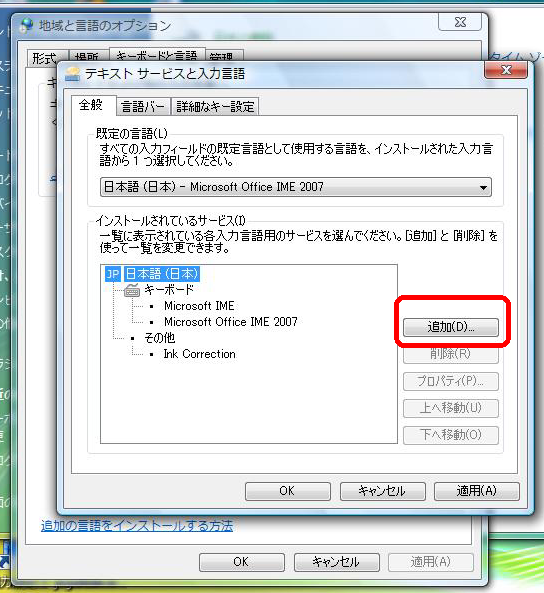 地域と言語のオプション
形式 場所 キーボードと言語 管理
テキスト サービスと入力言語
全般 言語バー 詳細なキー設定
既定の言語(L)
すべての入力フィールドの既定言語として使用する言語を、インストールされた入力言
語から 1 つ選択してください。
日本語 (日本) - Microsoft Office IME 2007
インストールされているサービス(I)
一覧に表示されている各入力言語用のサービスを選んでください。[追加] と [削除] を
使って一覧を変更できます。
JP 日本語 (日本)
キーボード
Microsoft IME
Microsoft Office IME 2007
その他
Ink Correction
追加(D)...
削除(R)
プロパティ(P)...
上へ移動(U)
下へ移動(O)
OK キャンセル 適用(A)
追加の言語をインストールする方法
OK キャンセル 適用(A)